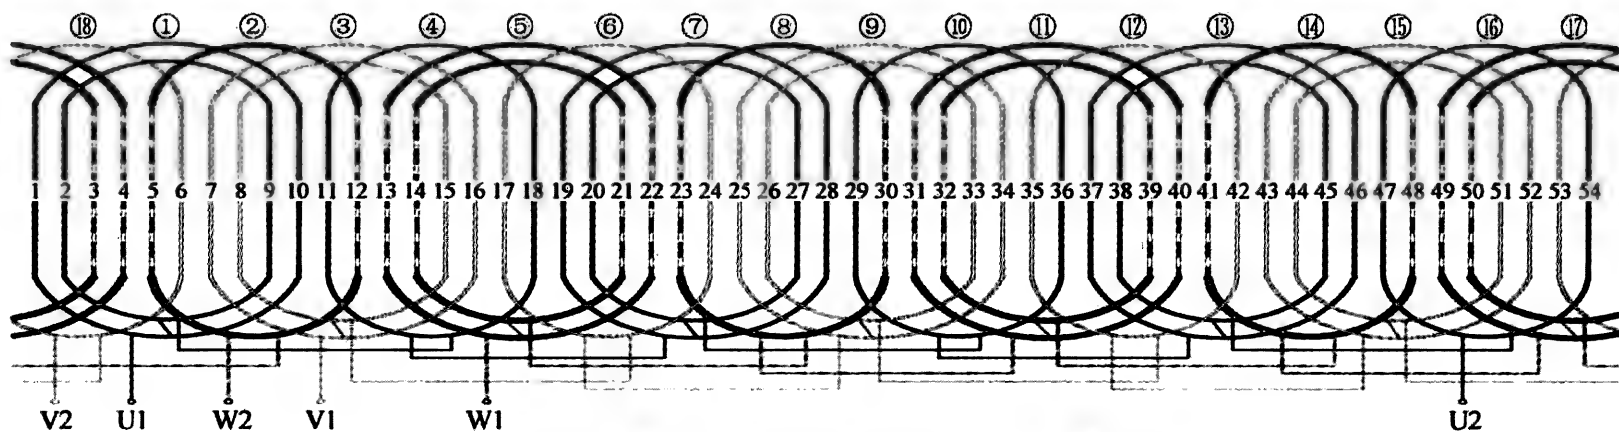 ⑱ ① ② ③ ④ ⑤ ⑥ ⑦ ⑧ ⑨ ⑩ ⑪ ⑫ ⑬ ⑭ ⑮ ⑯ ⑰
1 2 3 4 5 6 7 8 9 10 11 12 13 14 15 16 17 18 19 20 21 22 23 24 25 26 27 28 29 30 31 32 33 34 35 36 37 38 39 40 41 42 43 44 45 46 47 48 49 50 51 52 53 54
V2 U1 W2 V1 W1 U2